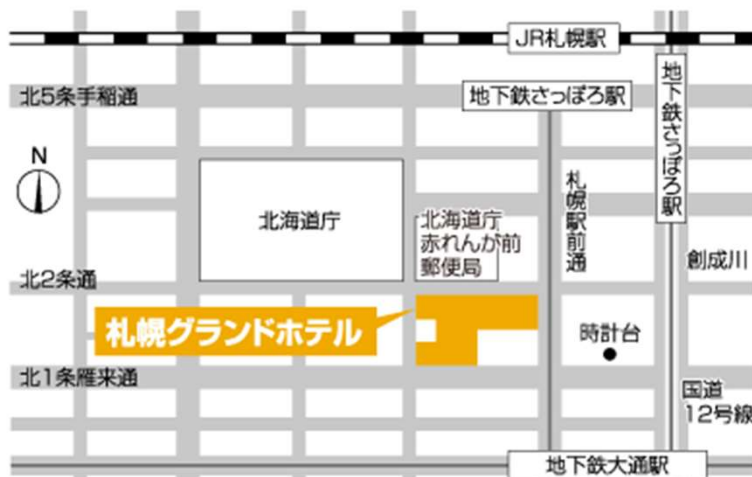 JR札幌駅
北5条手稲通
地下鉄さっぽろ駅
地下鉄さっぽろ駅
N
札幌駅前通
北海道庁
北海道庁
赤れんが前
郵便局
北2条通
創成川
札幌グランドホテル
時計台
北1条雁来通
国道
12号線
地下鉄大通駅